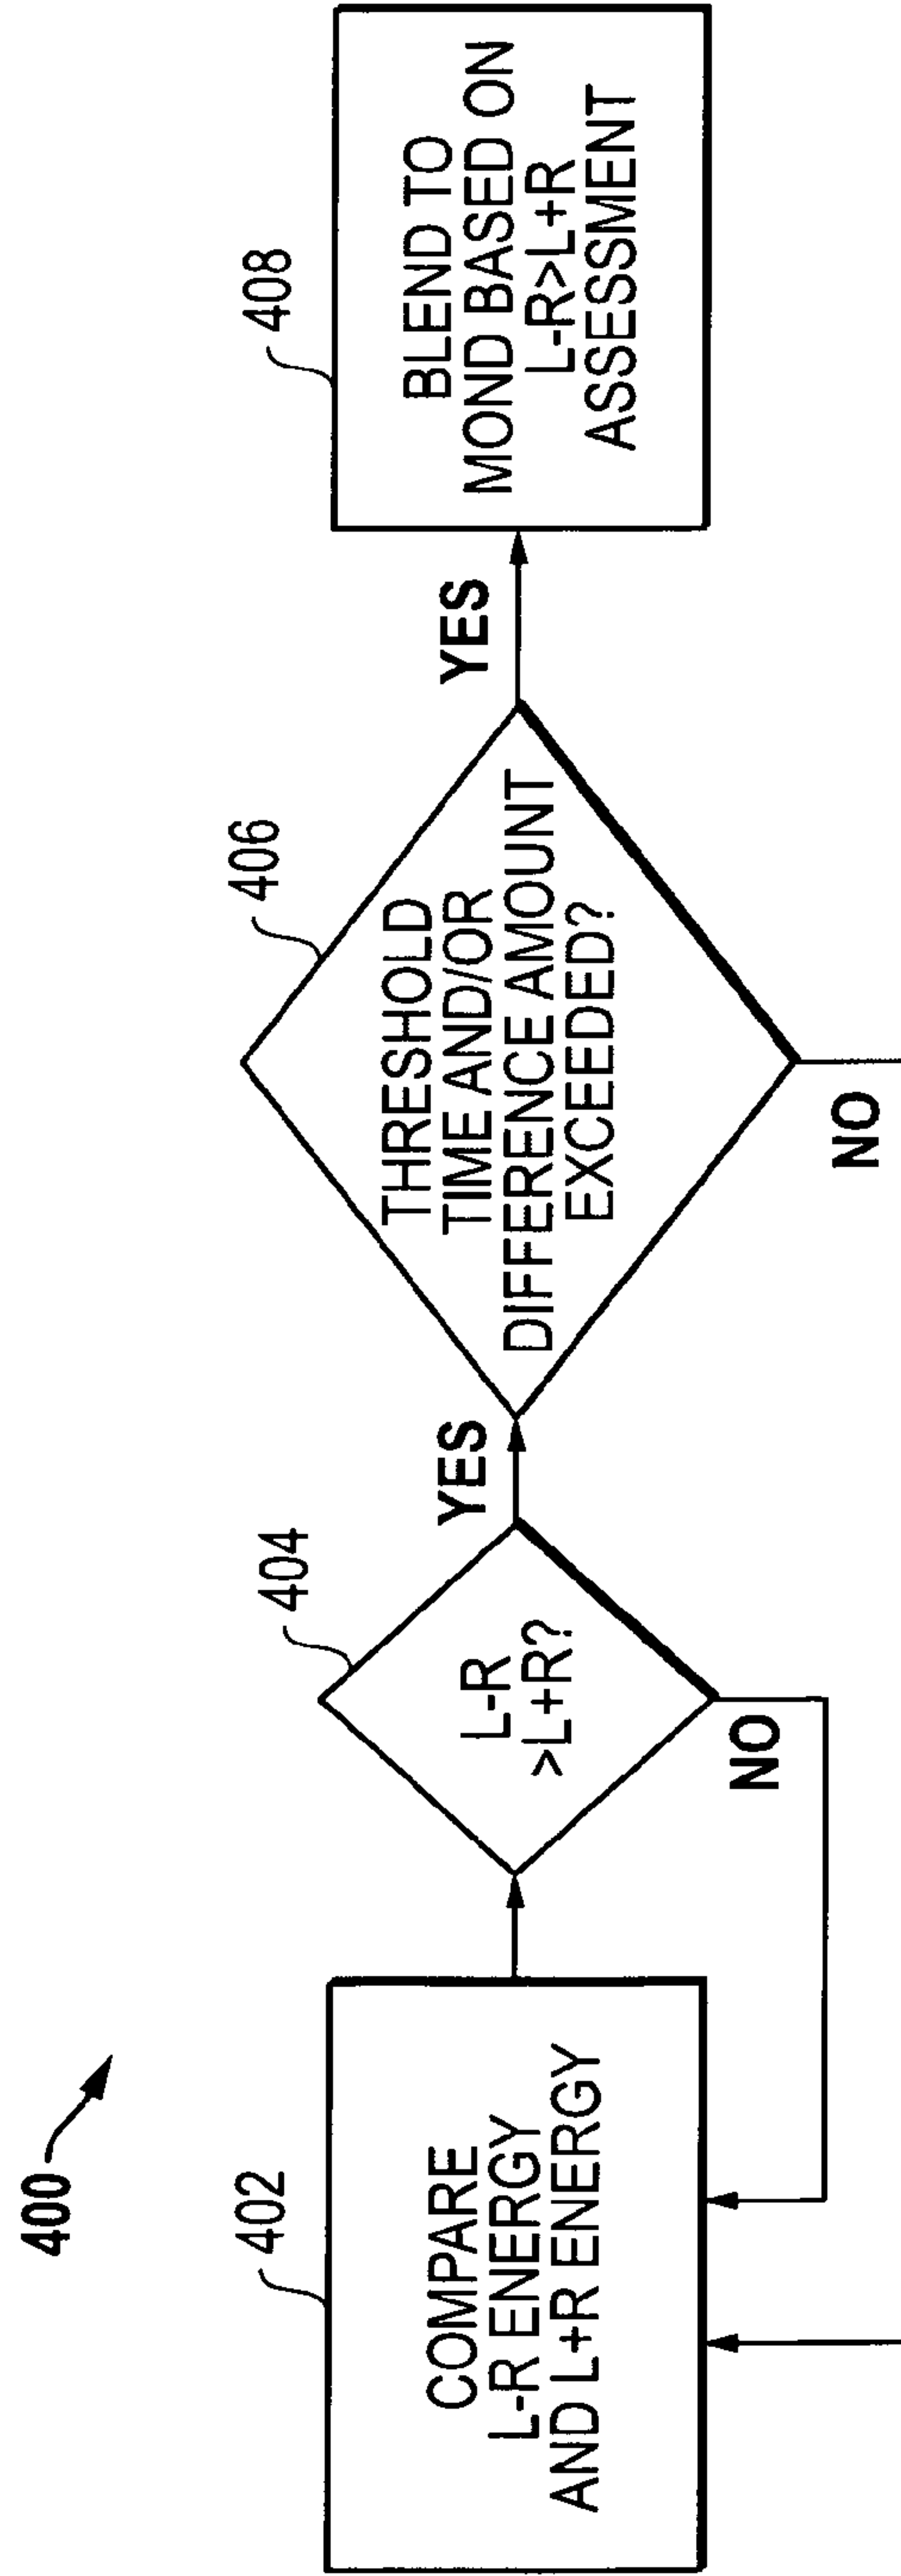 400
402
COMPARE
L-R ENERGY
AND L+R ENERGY
404
L-R
>L+R?
YES
NO
406
THRESHOLD
TIME AND/OR
DIFFERENCE AMOUNT
EXCEEDED?
YES
NO
408
BLEND TO
MOND BASED ON
L-R>L+R
ASSESSMENT